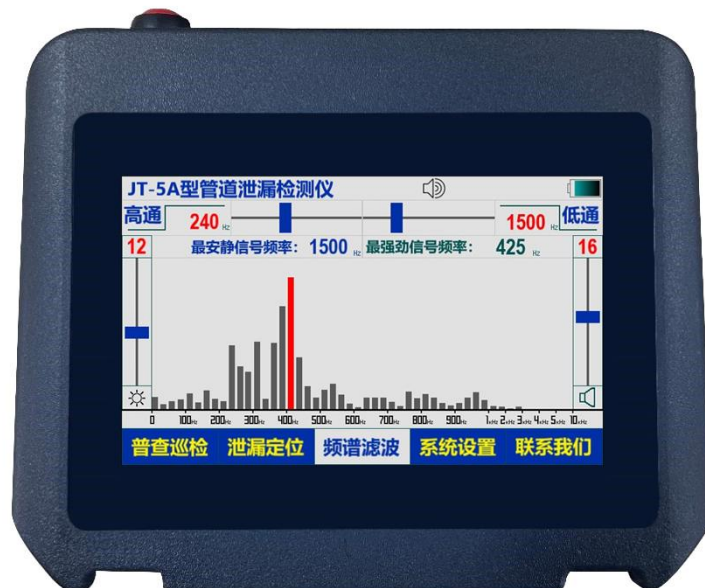 JT-5A型管道泄漏检测仪
高通 240 Hz 1500 Hz 低通
12 最安静信号频率: 1500 Hz 最强劲信号频率: 425 Hz 16
0 100Hz 200Hz 300Hz 400Hz 500Hz 600Hz 700Hz 800Hz 900Hz 1KHz 2KHz 3KHz 4KHz 5KHz 10KHz
普查巡检 泄漏定位 频谱滤波 系统设置 联系我们